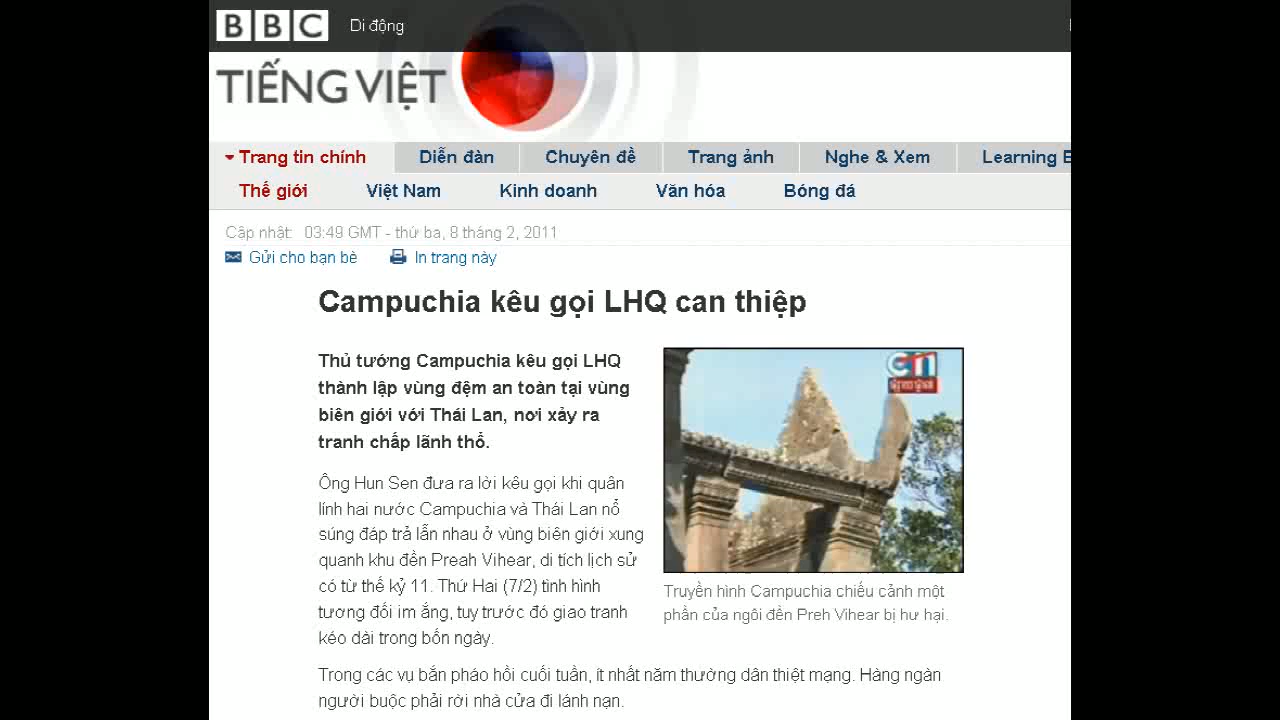 BBC Di động
TIẾNG VIỆT
Trang tin chính Diễn đàn Chuyên đề Trang ảnh Nghe & Xem Learning E
Thế giới Việt Nam Kinh doanh Văn hóa Bóng đá
Cập nhật: 03:49 GMT - thứ ba, 8 tháng 2, 2011
Gửi cho bạn bè In trang này
Campuchia kêu gọi LHQ can thiệp
Thủ tướng Campuchia kêu gọi LHQ
thành lập vùng đệm an toàn tại vùng
biên giới với Thái Lan, nơi xảy ra
tranh chấp lãnh thổ.
Ông Hun Sen đưa ra lời kêu gọi khi quân
lính hai nước Campuchia và Thái Lan nổ
súng đáp trả lẫn nhau ở vùng biên giới xung
quanh khu đền Preah Vihear, di tích lịch sử
có từ thế kỷ 11. Thứ Hai (7/2) tình hình
tương đối im ắng, tuy trước đó giao tranh
kéo dài trong bốn ngày.
CTN
Truyền hình Campuchia chiếu cảnh một
phần của ngôi đền Preh Vihear bị hư hại.
Trong các vụ bắn pháo hồi cuối tuần, ít nhất năm thường dân thiệt mạng. Hàng ngàn
người buộc phải rời nhà cửa đi lánh nạn.